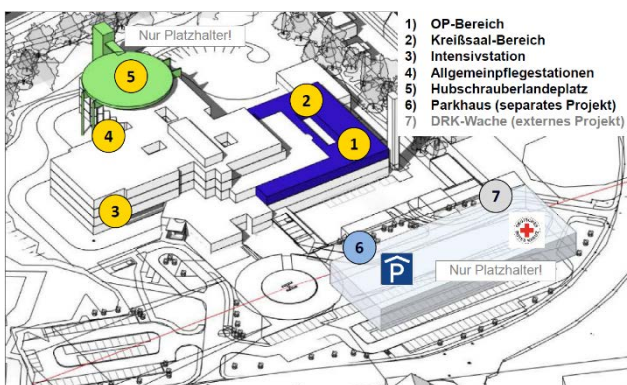 Nur Platzhalter!
1) OP-Bereich
2) Kreißsaal-Bereich
3) Intensivstation
4) Allgemeinpflegestationen
5) Hubschrauberlandeplatz
6) Parkhaus (separates Projekt)
7) DRK-Wache (externes Projekt)
5
2
4
1
3
7
6
P
Nur Platzhalter!